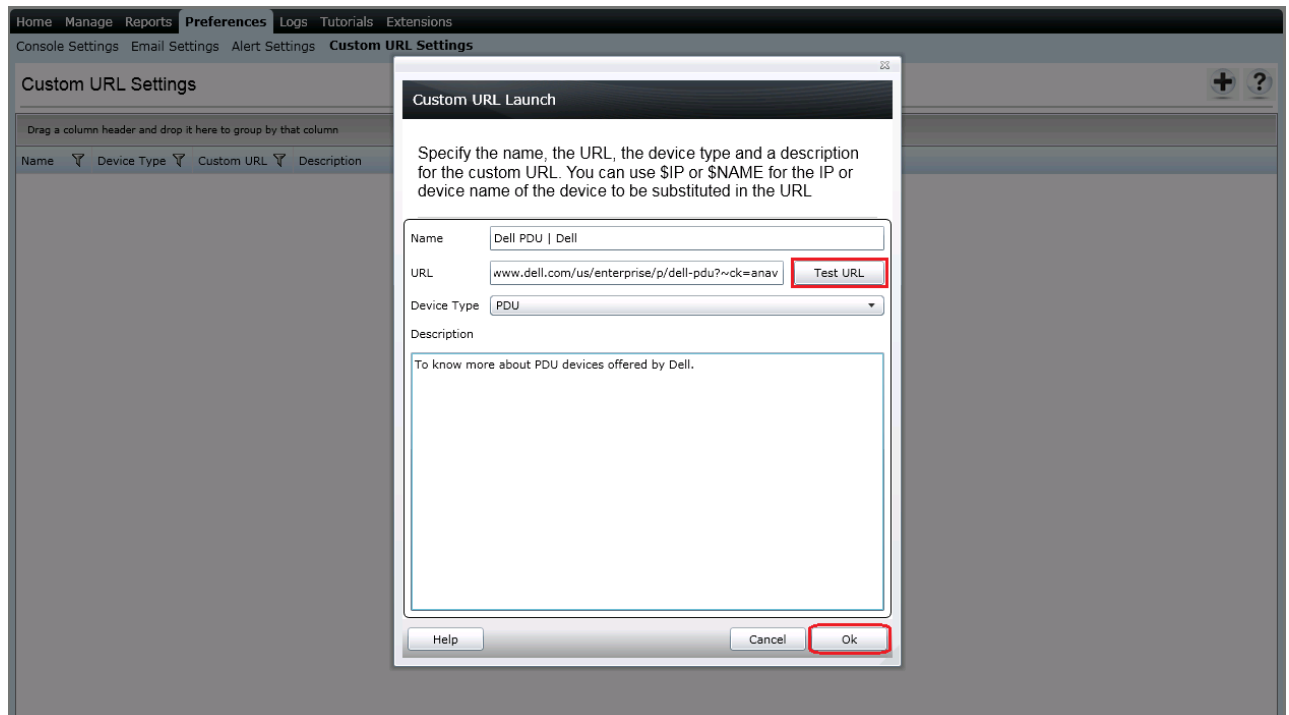 Home Manage Reports Preferences Logs Tutorials Extensions
Console Settings Email Settings Alert Settings Custom URL Settings
Custom URL Settings
Drag a column header and drop it here to group by that column
Name Device Type Custom URL Description
Custom URL Launch
Specify the name, the URL, the device type and a description
for the custom URL. You can use $IP or $NAME for the IP or
device name of the device to be substituted in the URL
Name Dell PDU | Dell
URL www.dell.com/us/enterprise/p/dell-pdu?~ck=anav Test URL
Device Type PDU
Description
To know more about PDU devices offered by Dell.
Help Cancel Ok